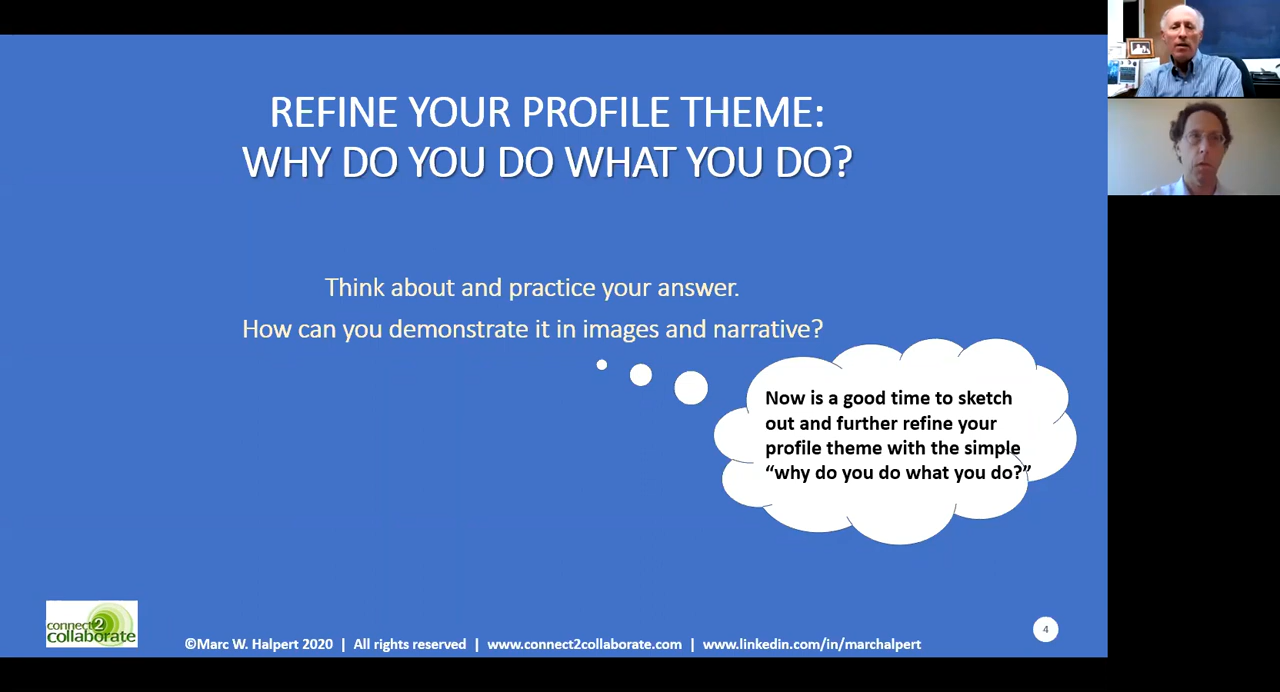 REFINE YOUR PROFILE THEME:
WHY DO YOU DO WHAT YOU DO?
Think about and practice your answer.
How can you demonstrate it in images and narrative?
Now is a good time to sketch
out and further refine your
profile theme with the simple
“why do you do what you do?”
connect2
collaborate
©Marc W. Halpert 2020 | All rights reserved | www.connect2collaborate.com | www.linkedin.com/in/marchalpert
4